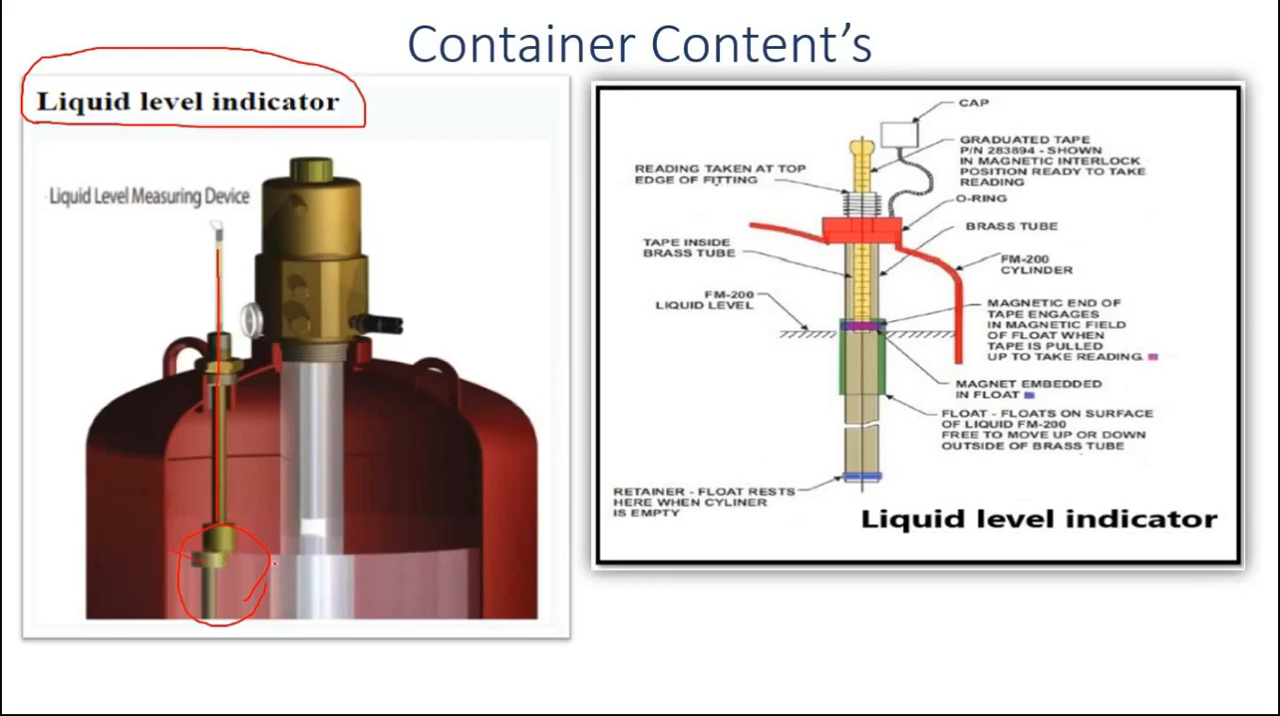 Container Content’s
Liquid level indicator
Liquid Level Measuring Device
CAP
GRADUATED TAPE
P/N 283894 - SHOWN
IN MAGNETIC INTERLOCK
POSITION READY TO TAKE
READING
READING TAKEN AT TOP
EDGE OF FITTING
O-RING
BRASS TUBE
TAPE INSIDE
BRASS TUBE
FM-200
CYLINDER
FM-200
LIQUID LEVEL
MAGNETIC END OF
TAPE ENGAGES
IN MAGNETIC FIELD
OF FLOAT WHEN
TAPE IS PULLED
UP TO TAKE READING.
MAGNET EMBEDDED
IN FLOAT
FLOAT - FLOATS ON SURFACE
OF LIQUID FM-200
FREE TO MOVE UP OR DOWN
OUTSIDE OF BRASS TUBE
RETAINER - FLOAT RESTS
HERE WHEN CYLINER
IS EMPTY
Liquid level indicator